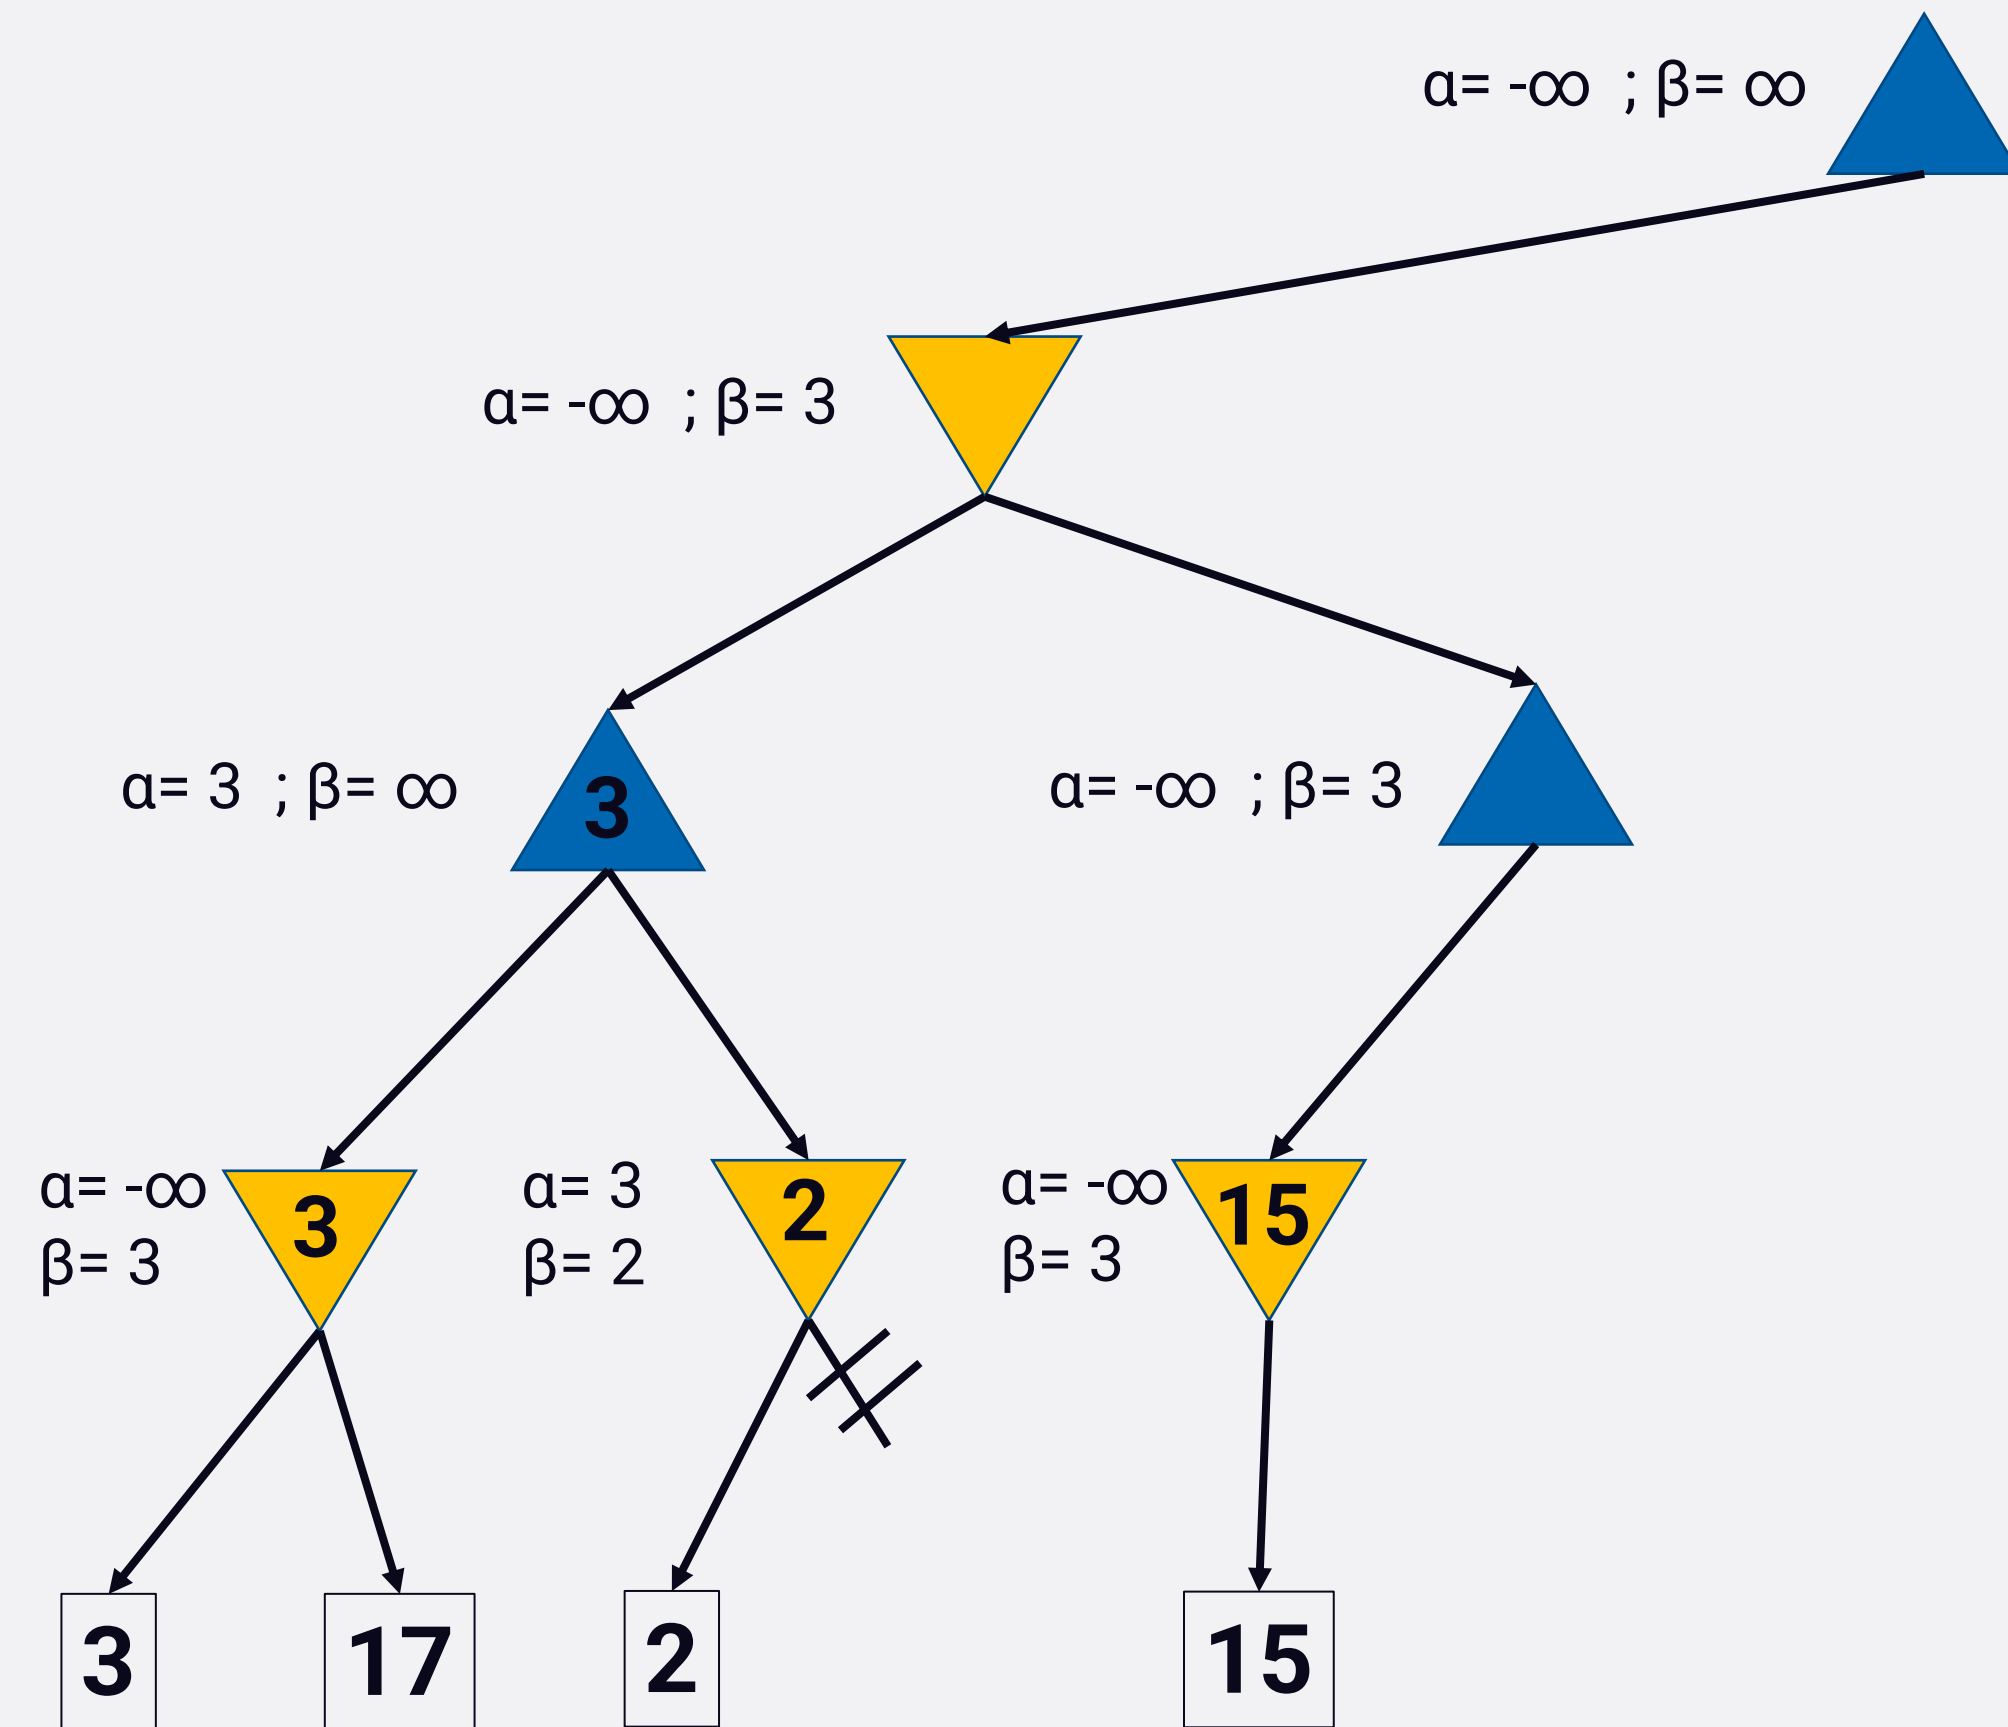 α= -∞ ; β= ∞
α= -∞ ; β= 3
α= 3 ; β= ∞
3
α= -∞ ; β= 3
α= -∞
β= 3
3
α= 3
β= 2
2
α= -∞
β= 3
15
3
17
2
15